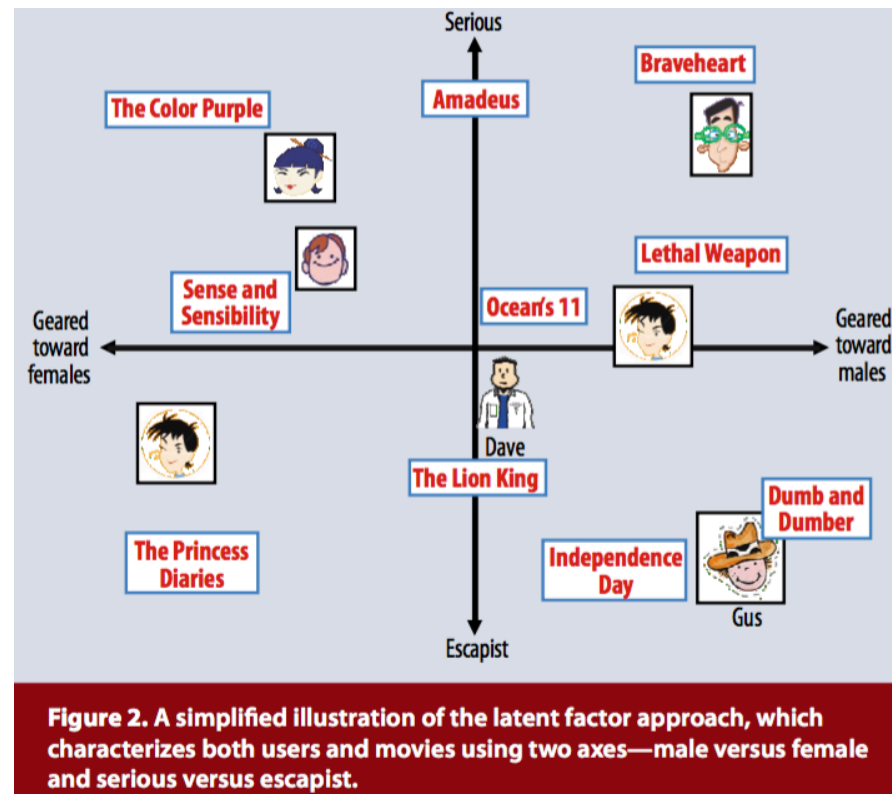 Serious
Braveheart
Amadeus
The Color Purple
Lethal Weapon
Sense and
Sensibility
Ocean's 11
Geared
toward
females
Geared
toward
males
Dave
The Lion King
Dumb and
Dumber
The Princess
Diaries
Independence
Day
Gus
Escapist
Figure 2. A simplified illustration of the latent factor approach, which
characterizes both users and movies using two axes—male versus female
and serious versus escapist.